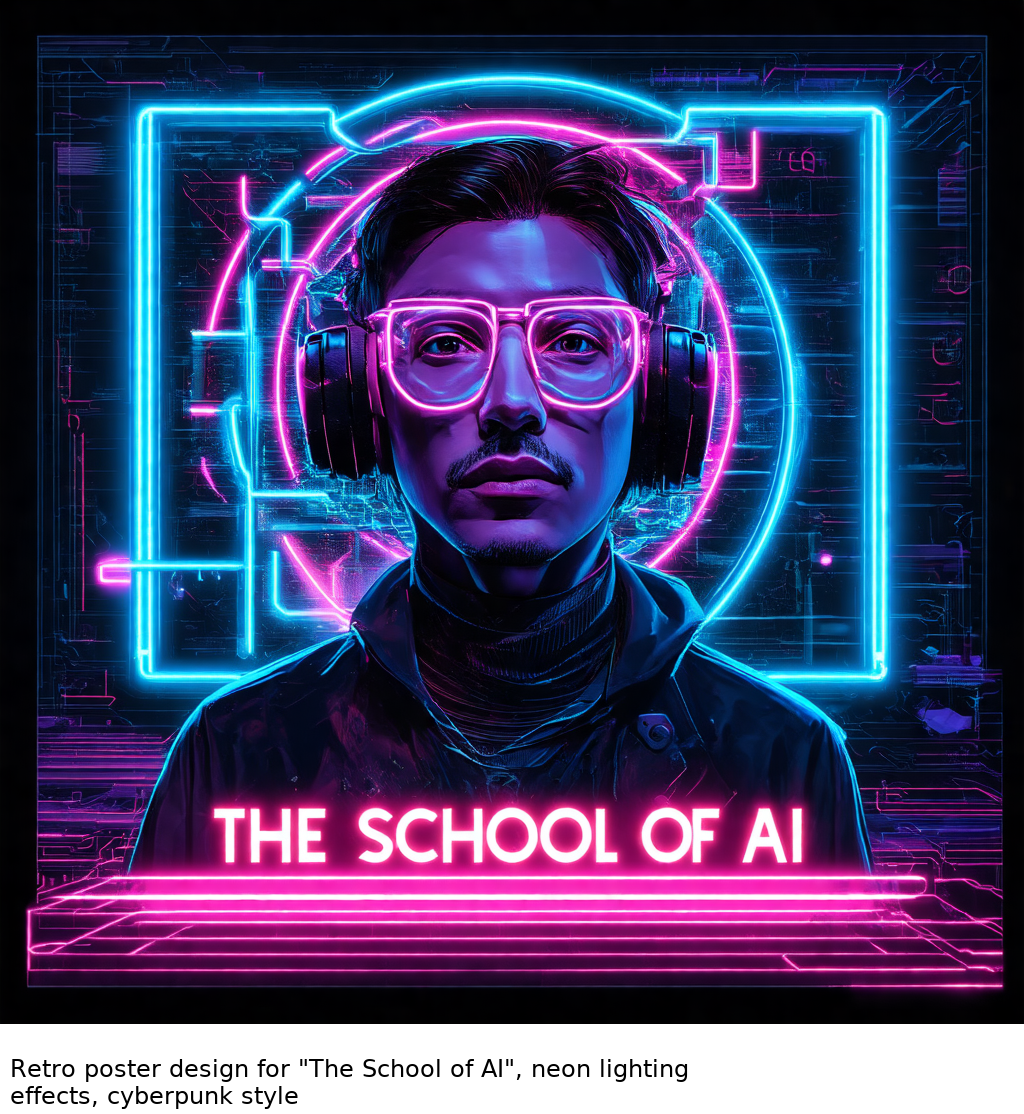 THE SCHOOL OF AI
Retro poster design for "The School of AI", neon lighting
effects, cyberpunk style